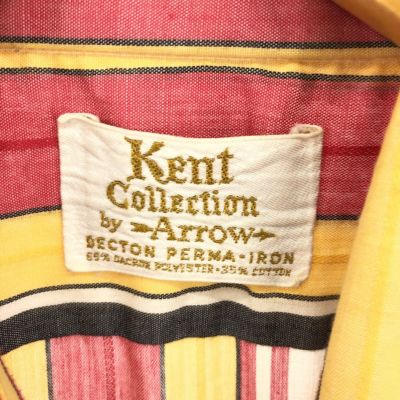 Kent
Collection
by Arrow
DECTON PERMA-IRON
65% DACRON POLYESTER • 35% COTTON